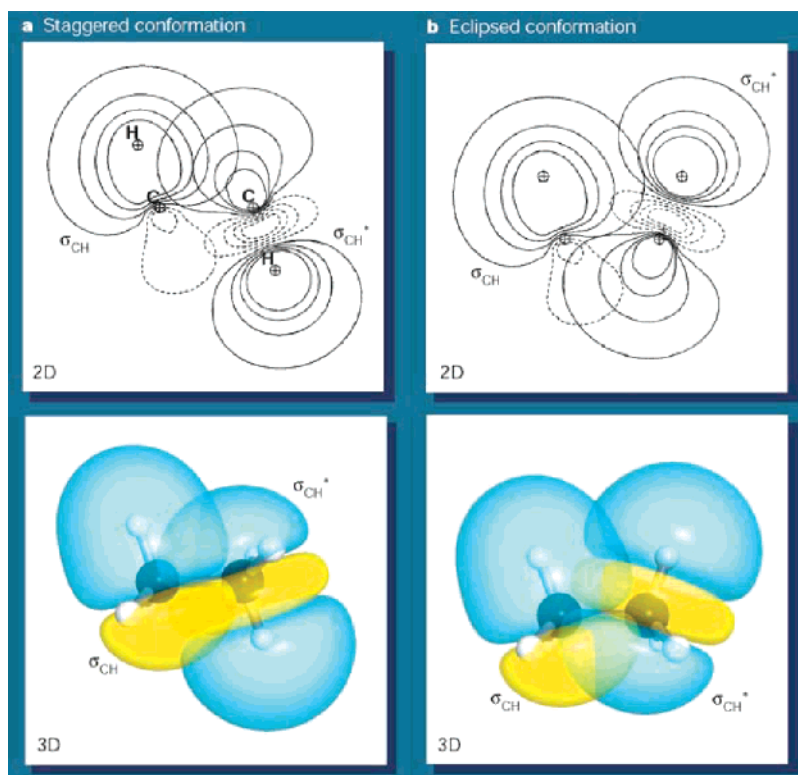 a Staggered conformation
H
C
C
σCH
σCH*
H
2D
b Eclipsed conformation
σCH*
σCH
2D
σCH*
σCH
3D
σCH
σCH*
3D